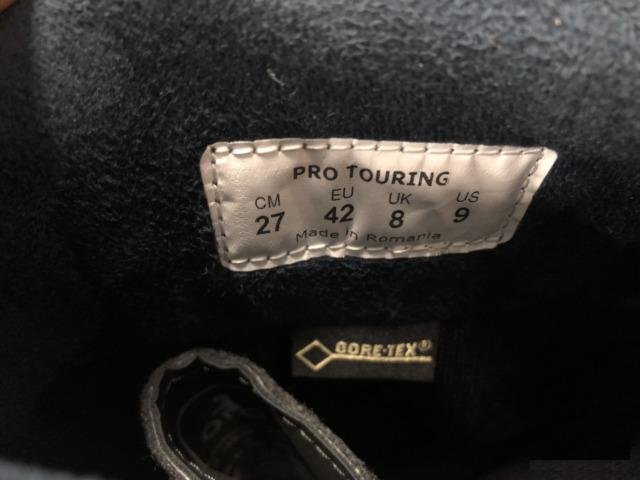 PRO TOURING
CM EU UK US
27 42 8 9
Made in Romania
GORE-TEX®